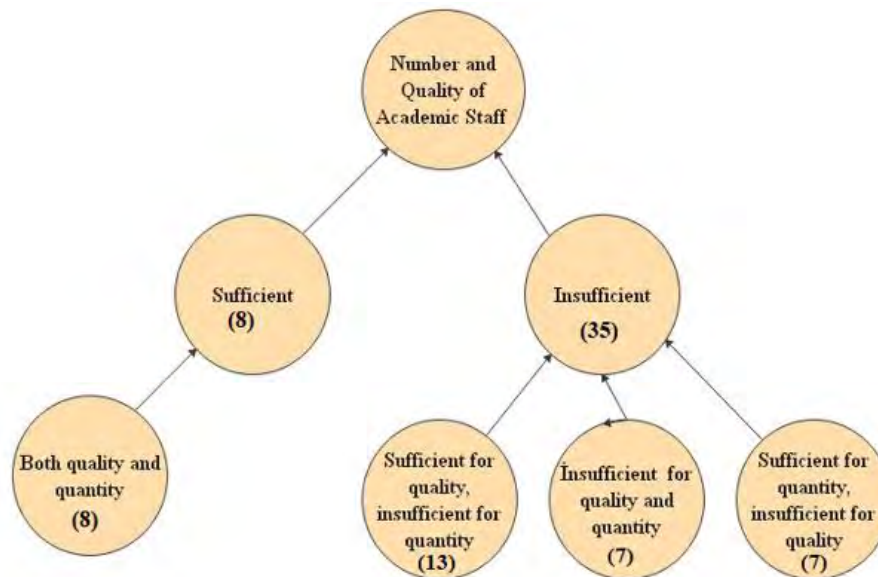 Number and
Quality of
Academic Staff
Sufficient
(8)
Insufficient
(35)
Both quality and
quantity
(8)
Sufficient for
quality,
insufficient for
quantity
(13)
İnsufficient for
quality and
quantity
(7)
Sufficient for
quantity,
insufficient for
quality
(7)